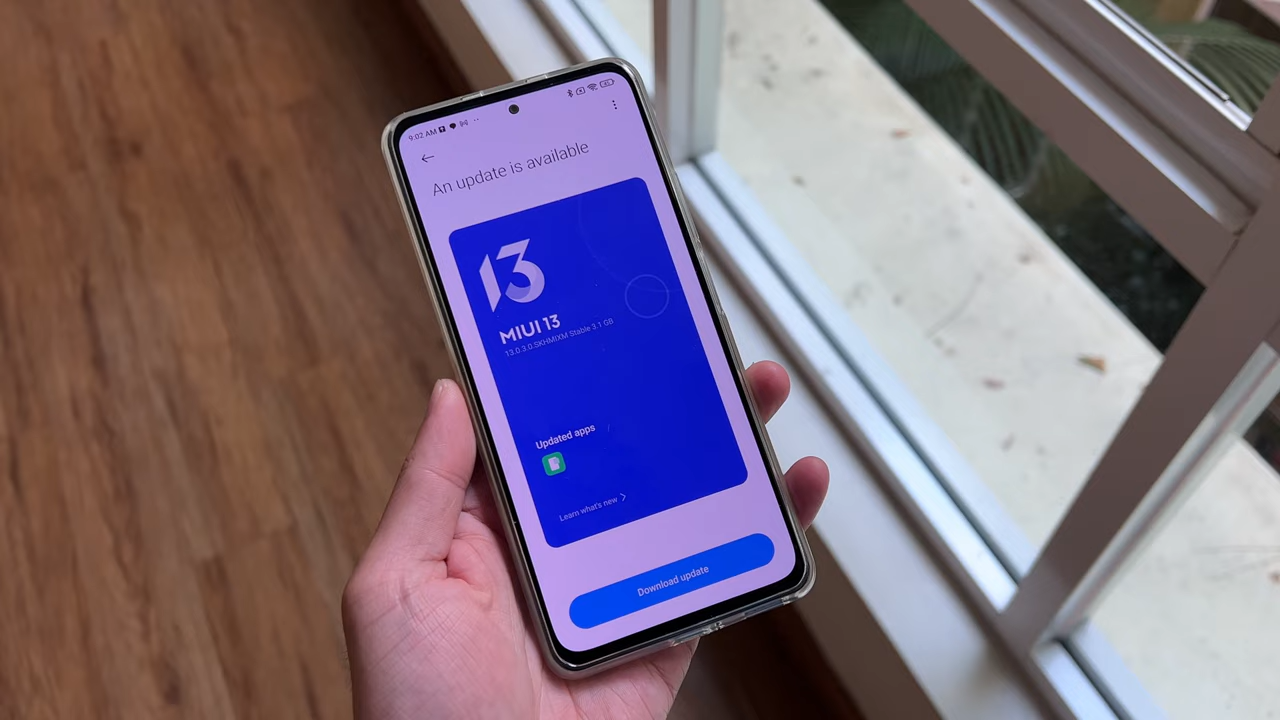 9:02 AM
An update is available
13
MIUI 13
13.0.3.0.SKHMIXM Stable 3.1 GB
Updated apps
Learn what's new
Download update